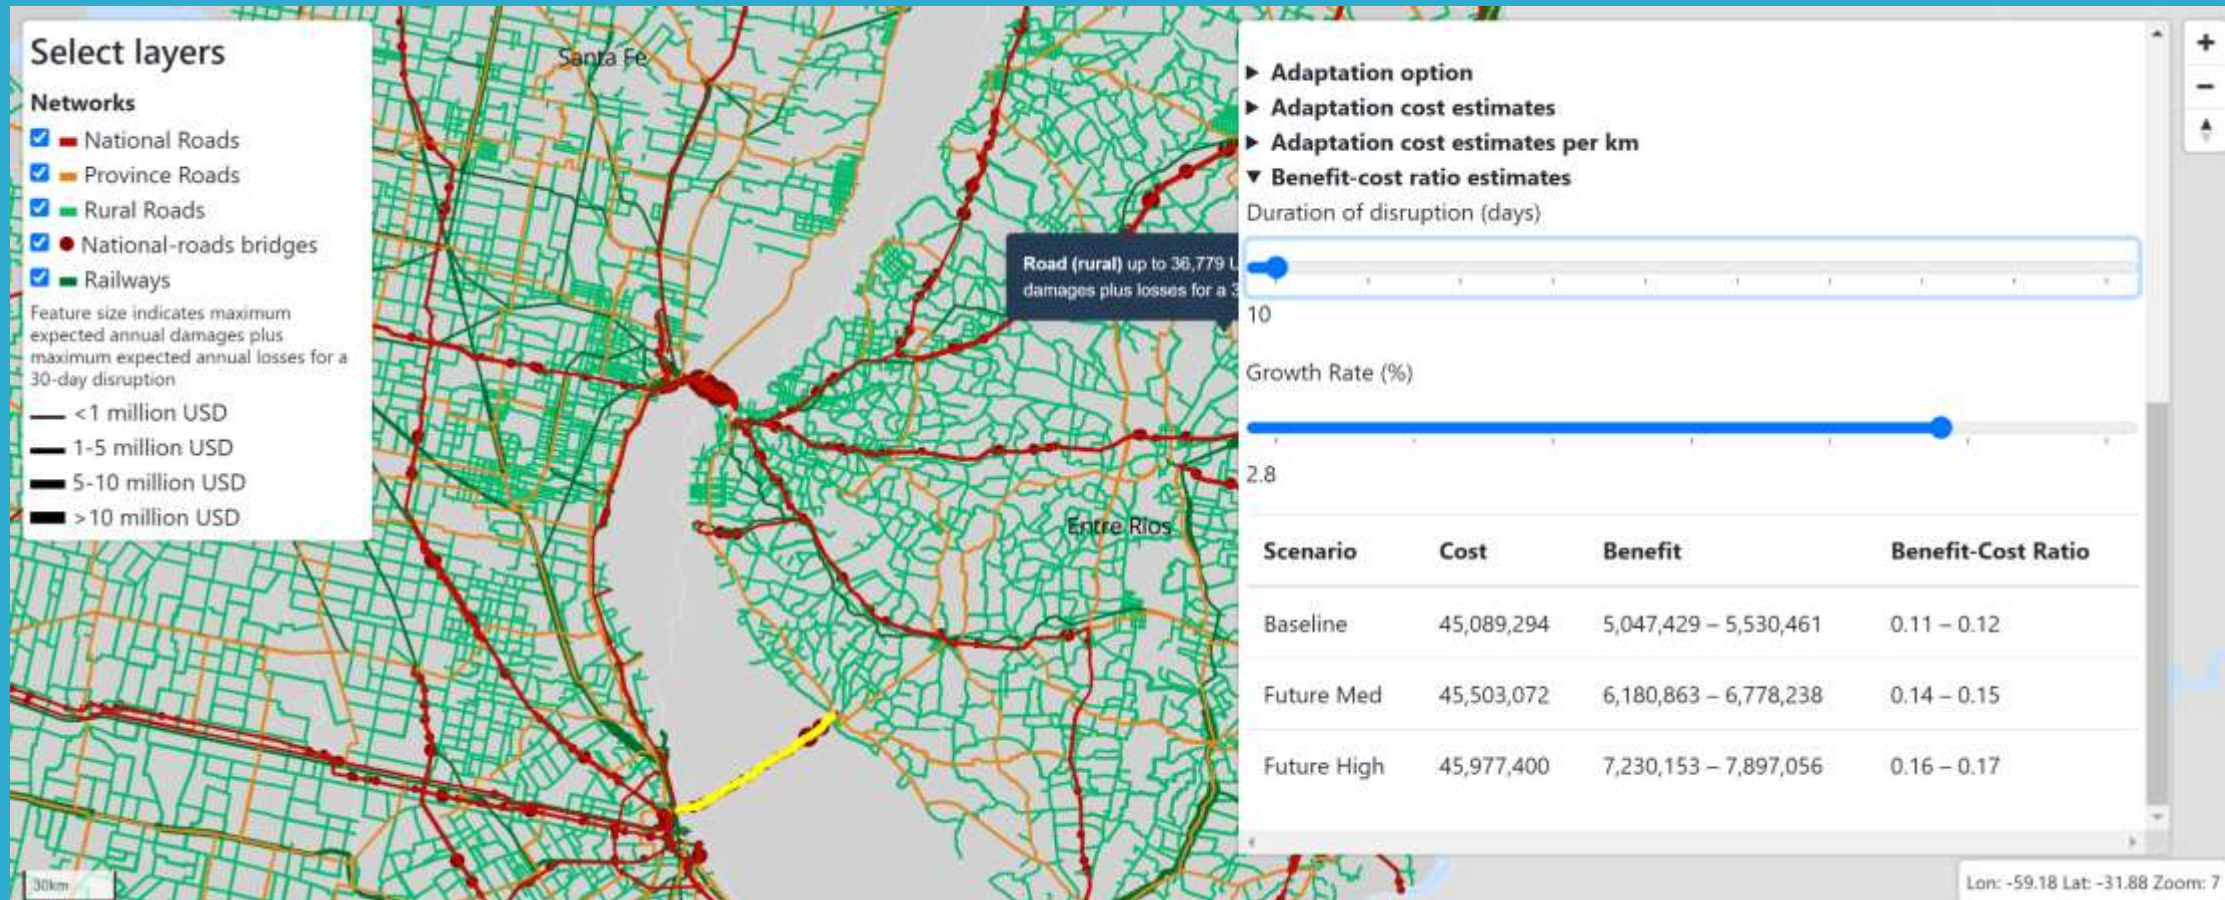 Select layers
Networks
National Roads
Province Roads
Rural Roads
National-roads bridges
Railways
Feature size indicates maximum
expected annual damages plus
maximum expected annual losses for a
30-day disruption
<1 million USD
1-5 million USD
5-10 million USD
>10 million USD
30km
Santa Fe
Road (rural) up to 36,779 U
damages plus losses for a 3
Entre Rios
Adaptation option
Adaptation cost estimates
Adaptation cost estimates per km
Benefit-cost ratio estimates
Duration of disruption (days)
10
Growth Rate (%)
2.8
Scenario Cost Benefit Benefit-Cost Ratio
Baseline 45,089,294 5,047,429 – 5,530,461 0.11 – 0.12
Future Med 45,503,072 6,180,863 – 6,778,238 0.14 – 0.15
Future High 45,977,400 7,230,153 – 7,897,056 0.16 – 0.17
Lon: -59.18 Lat: -31.88 Zoom: 7